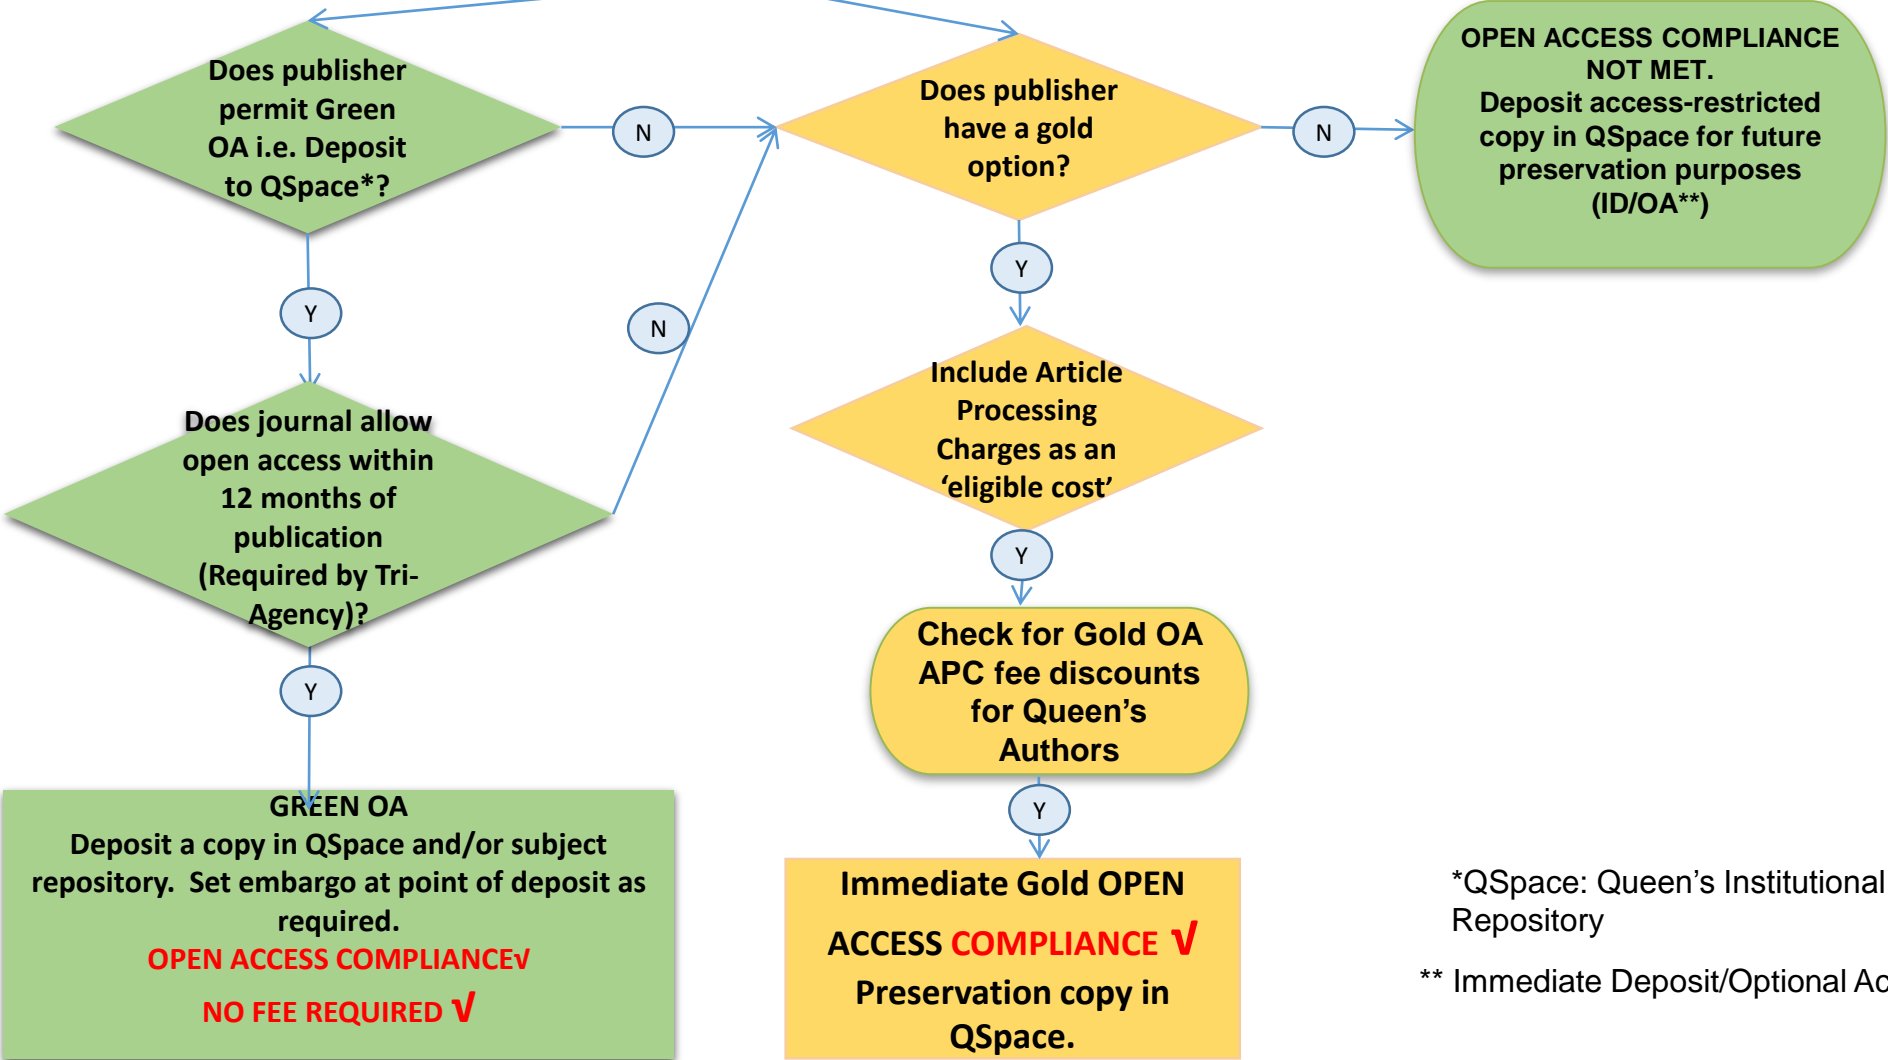 Does publisher
permit Green
OA i.e. Deposit
to QSpace*?
N
Does publisher
have a gold
option?
N
OPEN ACCESS COMPLIANCE
NOT MET.
Deposit access-restricted
copy in QSpace for future
preservation purposes
(ID/OA**)
Y
Y
N
Does journal allow
open access within
12 months of
publication
(Required by Tri-
Agency)?
Include Article
Processing
Charges as an
‘eligible cost’
Y
Y
Check for Gold OA
APC fee discounts
for Queen’s
Authors
Y
GREEN OA
Deposit a copy in QSpace and/or subject
repository. Set embargo at point of deposit as
required.
OPEN ACCESS COMPLIANCE√
NO FEE REQUIRED √
Immediate Gold OPEN
ACCESS COMPLIANCE √
Preservation copy in
QSpace.
*QSpace: Queen’s Institutional
Repository
** Immediate Deposit/Optional Ac